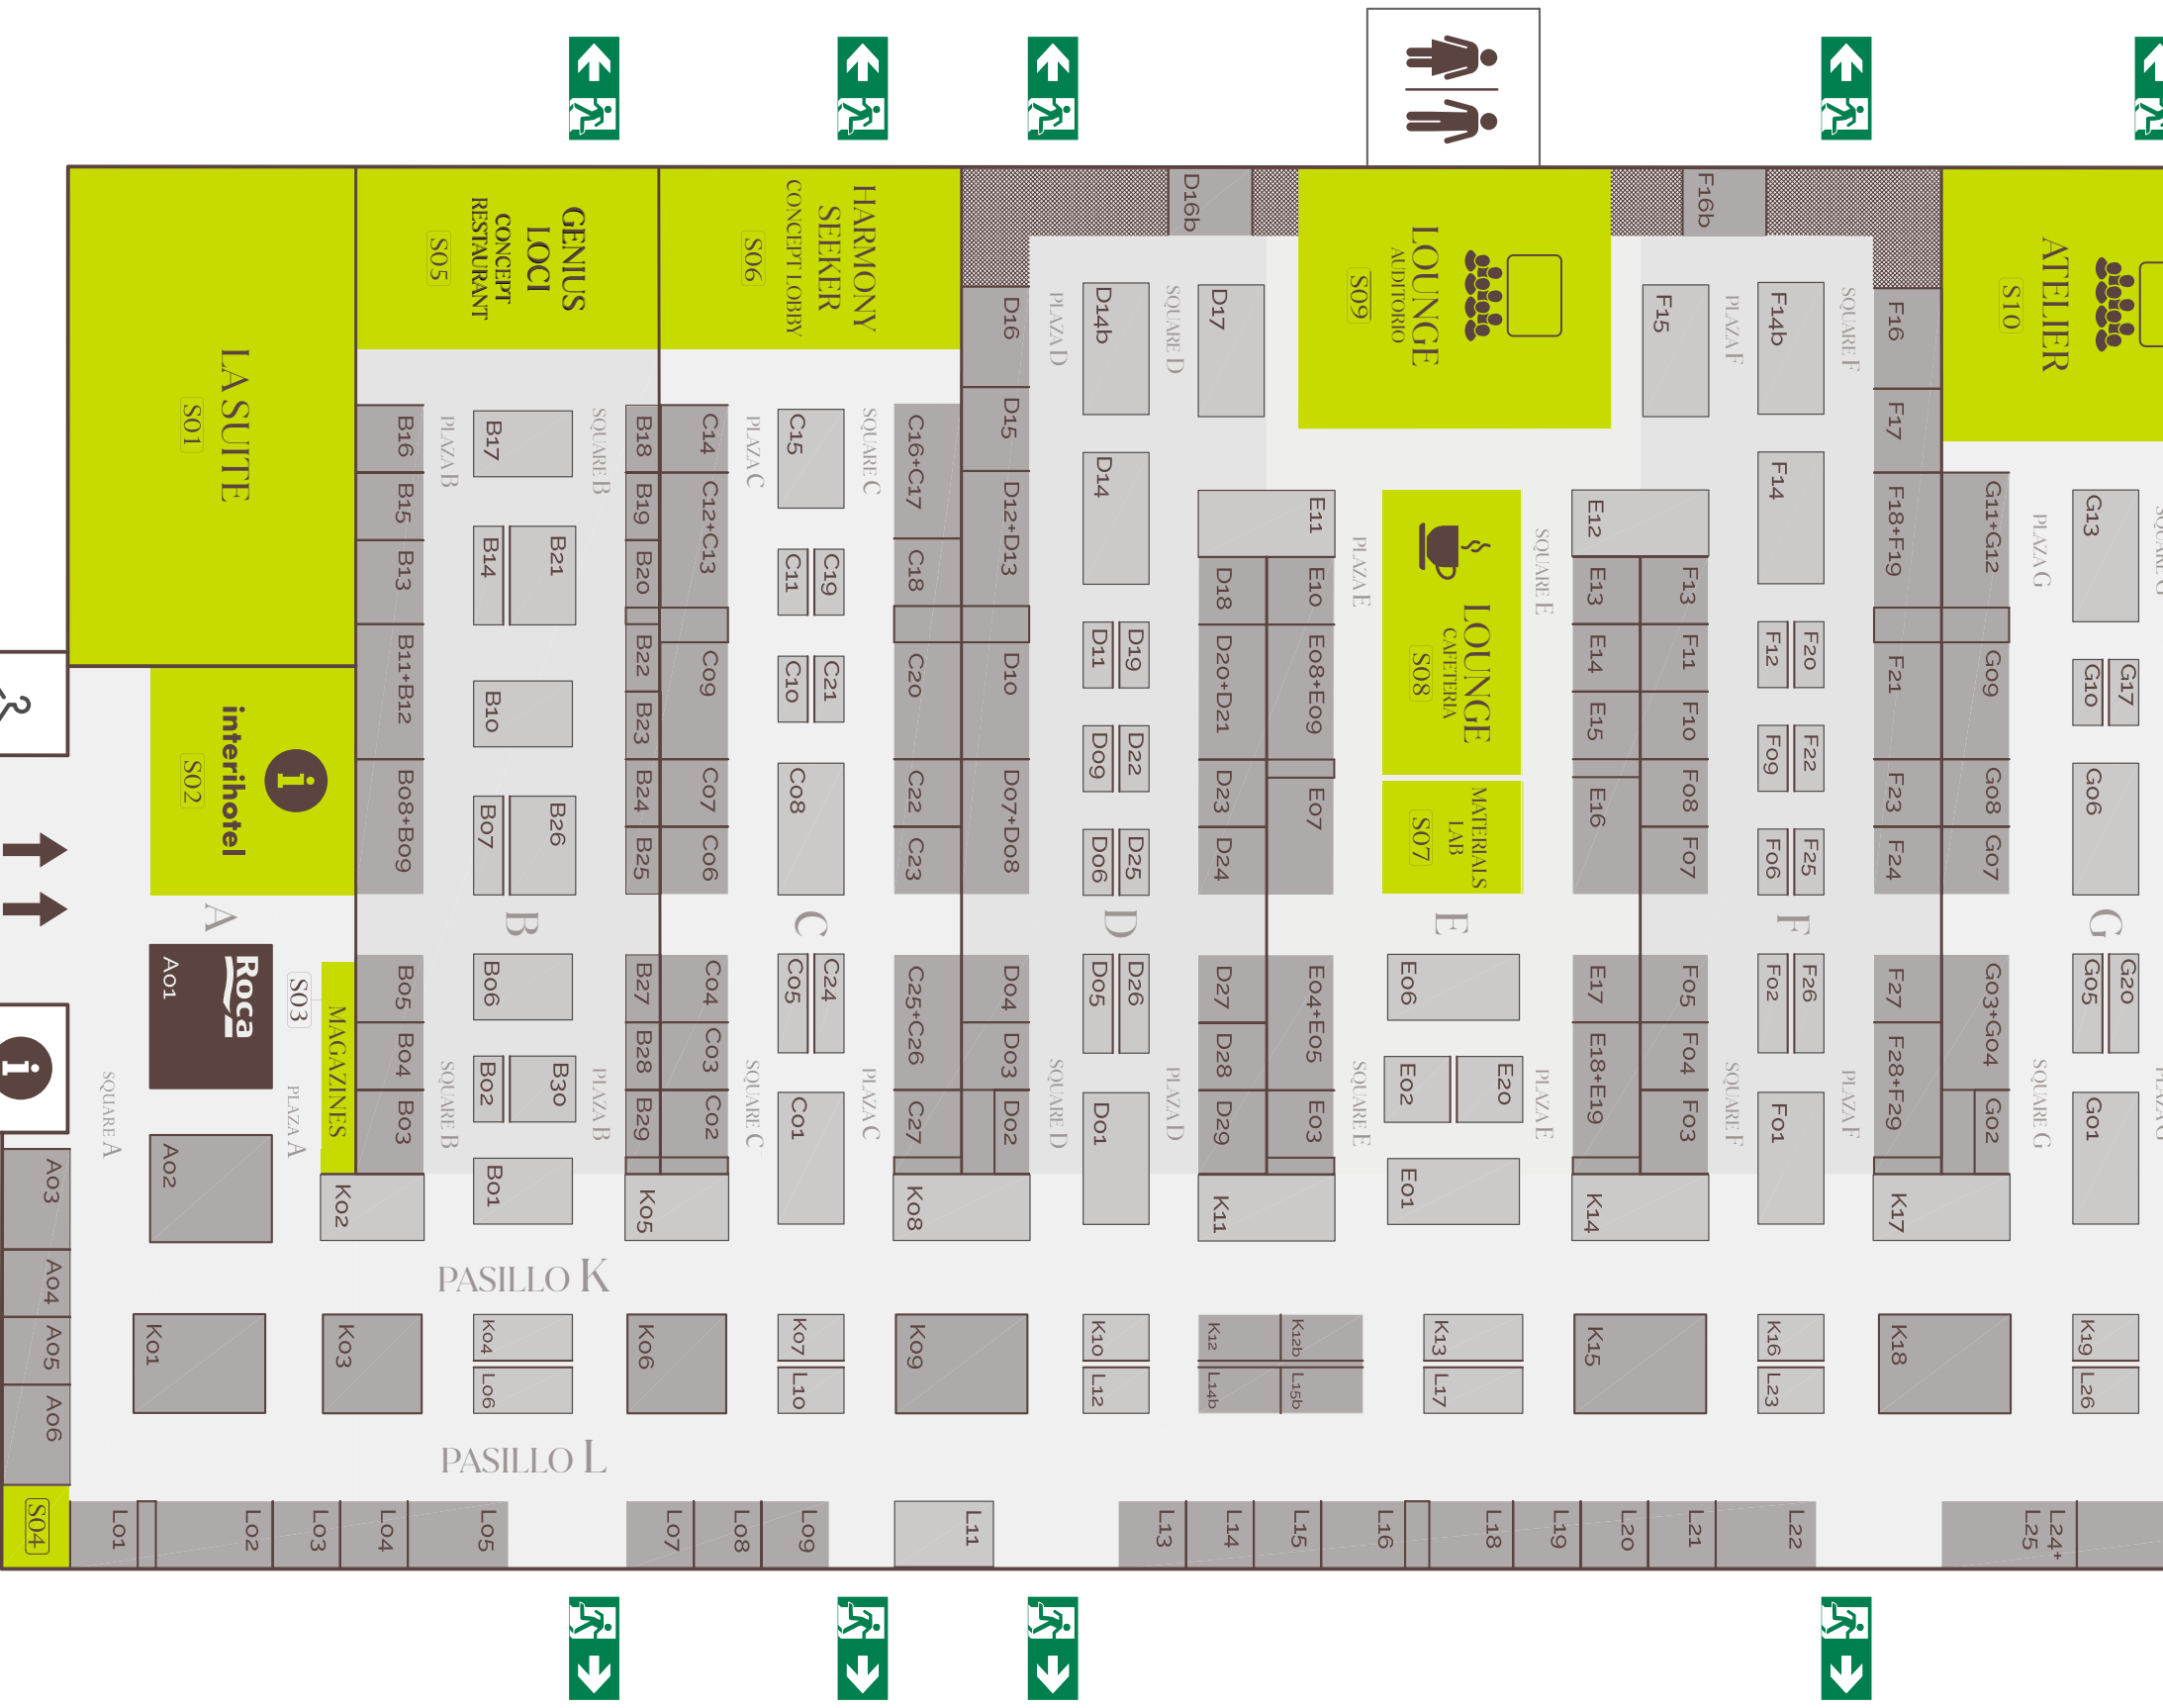 LA SUITE
S01
GENIUS
LOCI
CONCEPT
RESTAURANT
S05
HARMONY
SEEKER
CONCEPT LOBBY
S06
D16b
LOUNGE
AUDITORIO
S09
F16b
ATELIER
S10
D16
PLAZA D
D14b
SQUARE D
D17
F15
PLAZA F
F14b
SQUARE F
F16
B16
PLAZA B
B17
SQUARE B
B18
C14
PLAZA C
C15
SQUARE C
C16+C17
D15
D14
F14
F17
B15
B19
C12+C13
D12+D13
E11
PLAZA E
SQUARE E
E12
F18+F19
G11+G12
PLAZA G
G13
B14
B21
B13
B20
C11
C19
C18
D18
E10
E13
F13
LOUNGE
CAFETERIA
S08
B11+B12
B10
B22
B23
C09
C10
C21
C20
D10
D11
D19
D20+D21
E08+E09
E14
F11
E15
F10
F12
F20
F21
G09
G10
G17
interihotel
S02
B08+B09
B07
B26
B24
C07
C08
C22
D07+D08
D09
D22
D23
E07
MATERIALS
LAB
S07
E16
F08
F09
F22
F23
G08
G06
B25
C06
C23
D06
D25
D24
F07
F06
F25
F24
G07
A
B
C
D
E
F
G
Roca
A01
S03
MAGAZINES
SQUARE A
PLAZA A
B05
B06
B27
C04
C05
C24
C25+C26
D04
D05
D26
D27
E04+E05
E06
E17
F05
F02
F26
F27
G03+G04
G05
G20
B04
SQUARE B
B02
B30
PLAZA B
B28
C03
SQUARE C
PLAZA C
D03
SQUARE D
PLAZA D
D28
SQUARE E
E02
E20
PLAZA E
E18+E19
F04
SQUARE F
PLAZA F
F28+F29
SQUARE G
B03
B29
C02
C01
C27
D02
D01
D29
E03
F03
F01
G02
G01
A02
A03
K02
B01
K05
K08
K11
E01
K14
K17
PASILLO K
A04
A05
A06
K01
K03
K04
L06
K06
K07
L10
K09
K10
L12
K12
K12b
L14b
L15b
K13
L17
K15
K16
L23
K18
K19
L26
PASILLO L
S04
L01
L02
L03
L04
L05
L07
L08
L09
L11
L13
L14
L15
L16
L18
L19
L20
L21
L22
L24+
L25